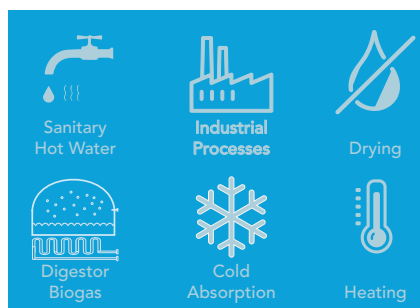 Sanitary
Hot Water
Industrial
Processes
Drying
Digestor
Biogas
Cold
Absorption
Heating